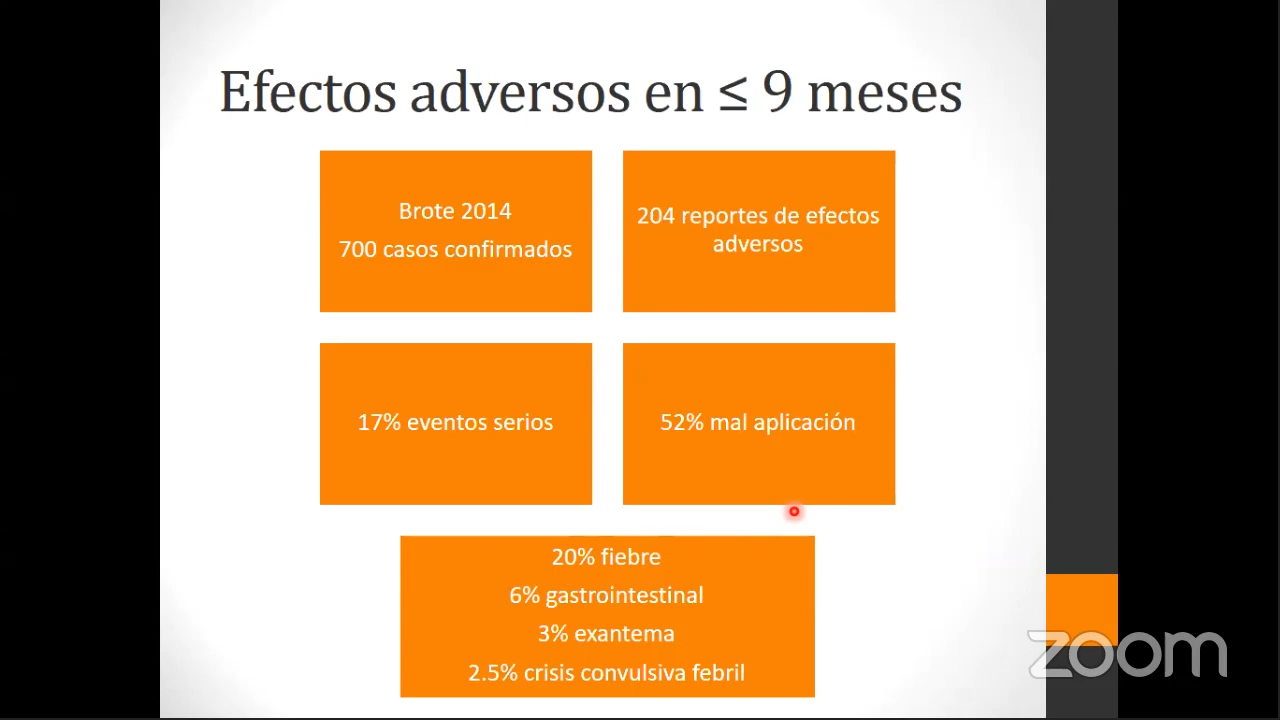 Efectos adversos en ≤ 9 meses
Brote 2014
700 casos confirmados
204 reportes de efectos
adversos
17% eventos serios
52% mal aplicación
20% fiebre
6% gastrointestinal
3% exantema
2.5% crisis convulsiva febril
zoom